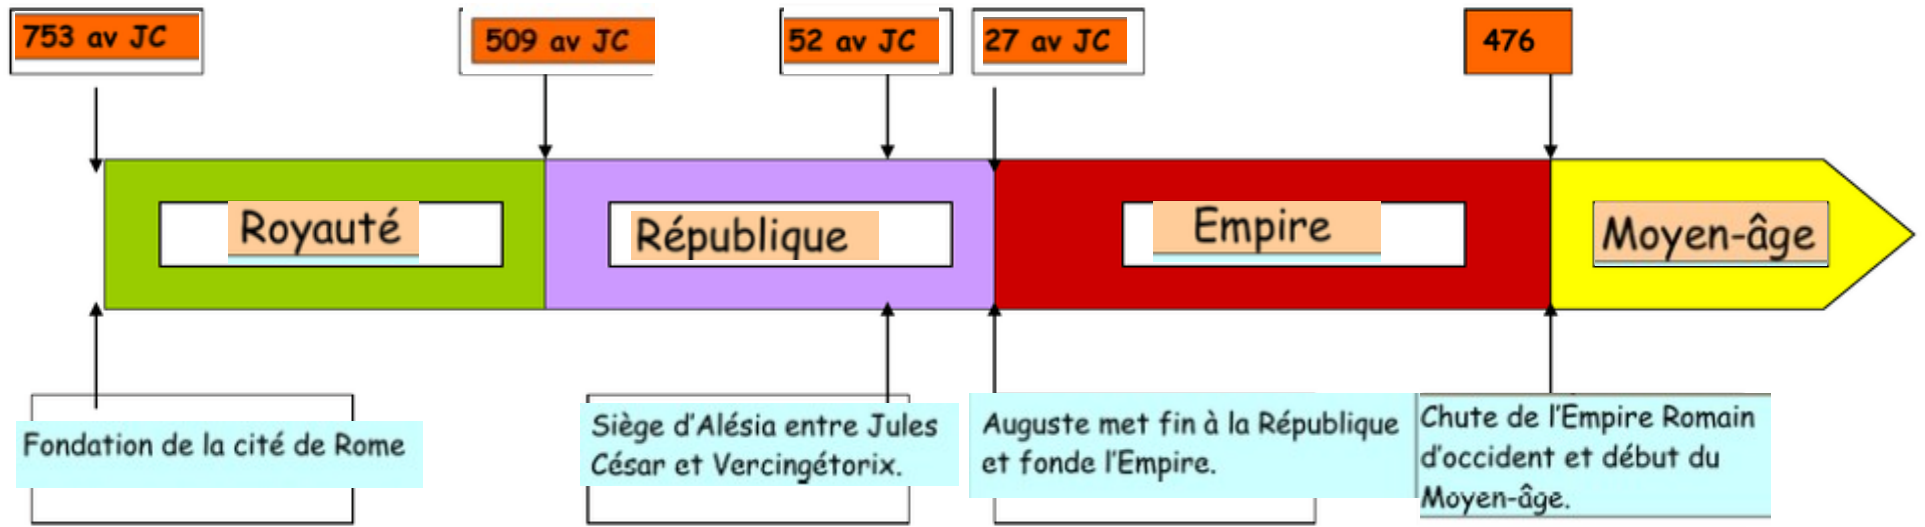 753 av JC
509 av JC
52 av JC
27 av JC
476
Royauté
République
Empire
Moyen-âge
Fondation de la cité de Rome
Siège d'Alésia entre Jules
César et Vercingétorix.
Auguste met fin à la République
et fonde l'Empire.
Chute de l'Empire Romain
d'occident et début du
Moyen-âge.